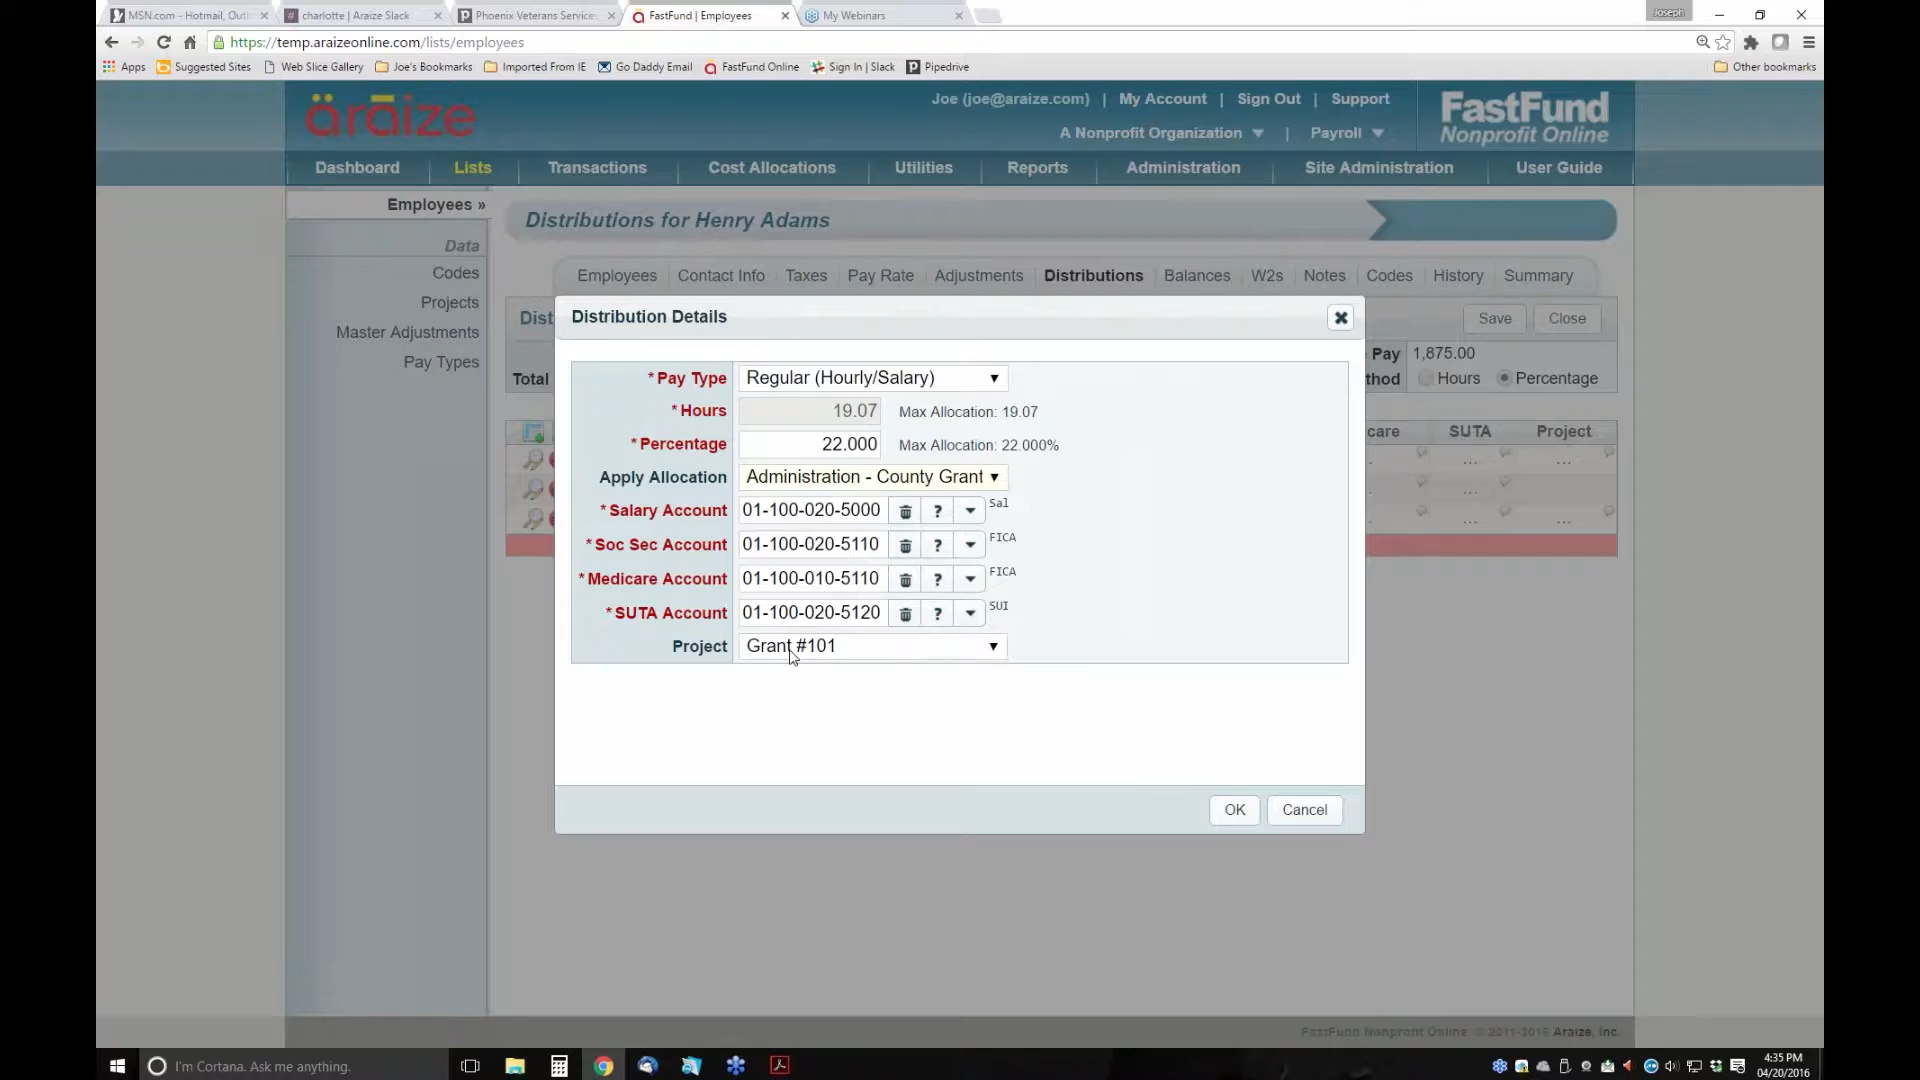 MSN.com - Hotmail, Outl
charlotte | Araize Slack
Phoenix Veterans Service:
FastFund | Employees
My Webinars
Joseph
https://temp.araizeonline.com/lists/employees
Apps
Suggested Sites
Web Slice Gallery
Joe's Bookmarks
Imported From IE
Go Daddy Email
FastFund Online
Sign In | Slack
Pipedrive
Other bookmarks
araize
Joe (joe@araize.com) | My Account | Sign Out | Support
A Nonprofit Organization | Payroll
FastFund
Nonprofit Online
Dashboard
Lists
Transactions
Cost Allocations
Utilities
Reports
Administration
Site Administration
User Guide
Employees »
Data
Codes
Projects
Master Adjustments
Pay Types
Distributions for Henry Adams
Employees
Contact Info
Taxes
Pay Rate
Adjustments
Distributions
Balances
W2s
Notes
Codes
History
Summary
Dist
Save
Close
Pay 1,875.00
Total
thod Hours Percentage
care SUTA Project
... ...
... ...
... ...
Distribution Details
*Pay Type Regular (Hourly/Salary)
*Hours 19.07 Max Allocation: 19.07
*Percentage 22.000 Max Allocation: 22.000%
Apply Allocation Administration - County Grant
*Salary Account 01-100-020-5000 ? Sal
*Soc Sec Account 01-100-020-5110 ? FICA
*Medicare Account 01-100-010-5110 ? FICA
*SUTA Account 01-100-020-5120 ? SUI
Project Grant #101
OK
Cancel
FastFund Nonprofit Online © 2011-2016 Araize, Inc.
I'm Cortana. Ask me anything.
4:35 PM
04/20/2016